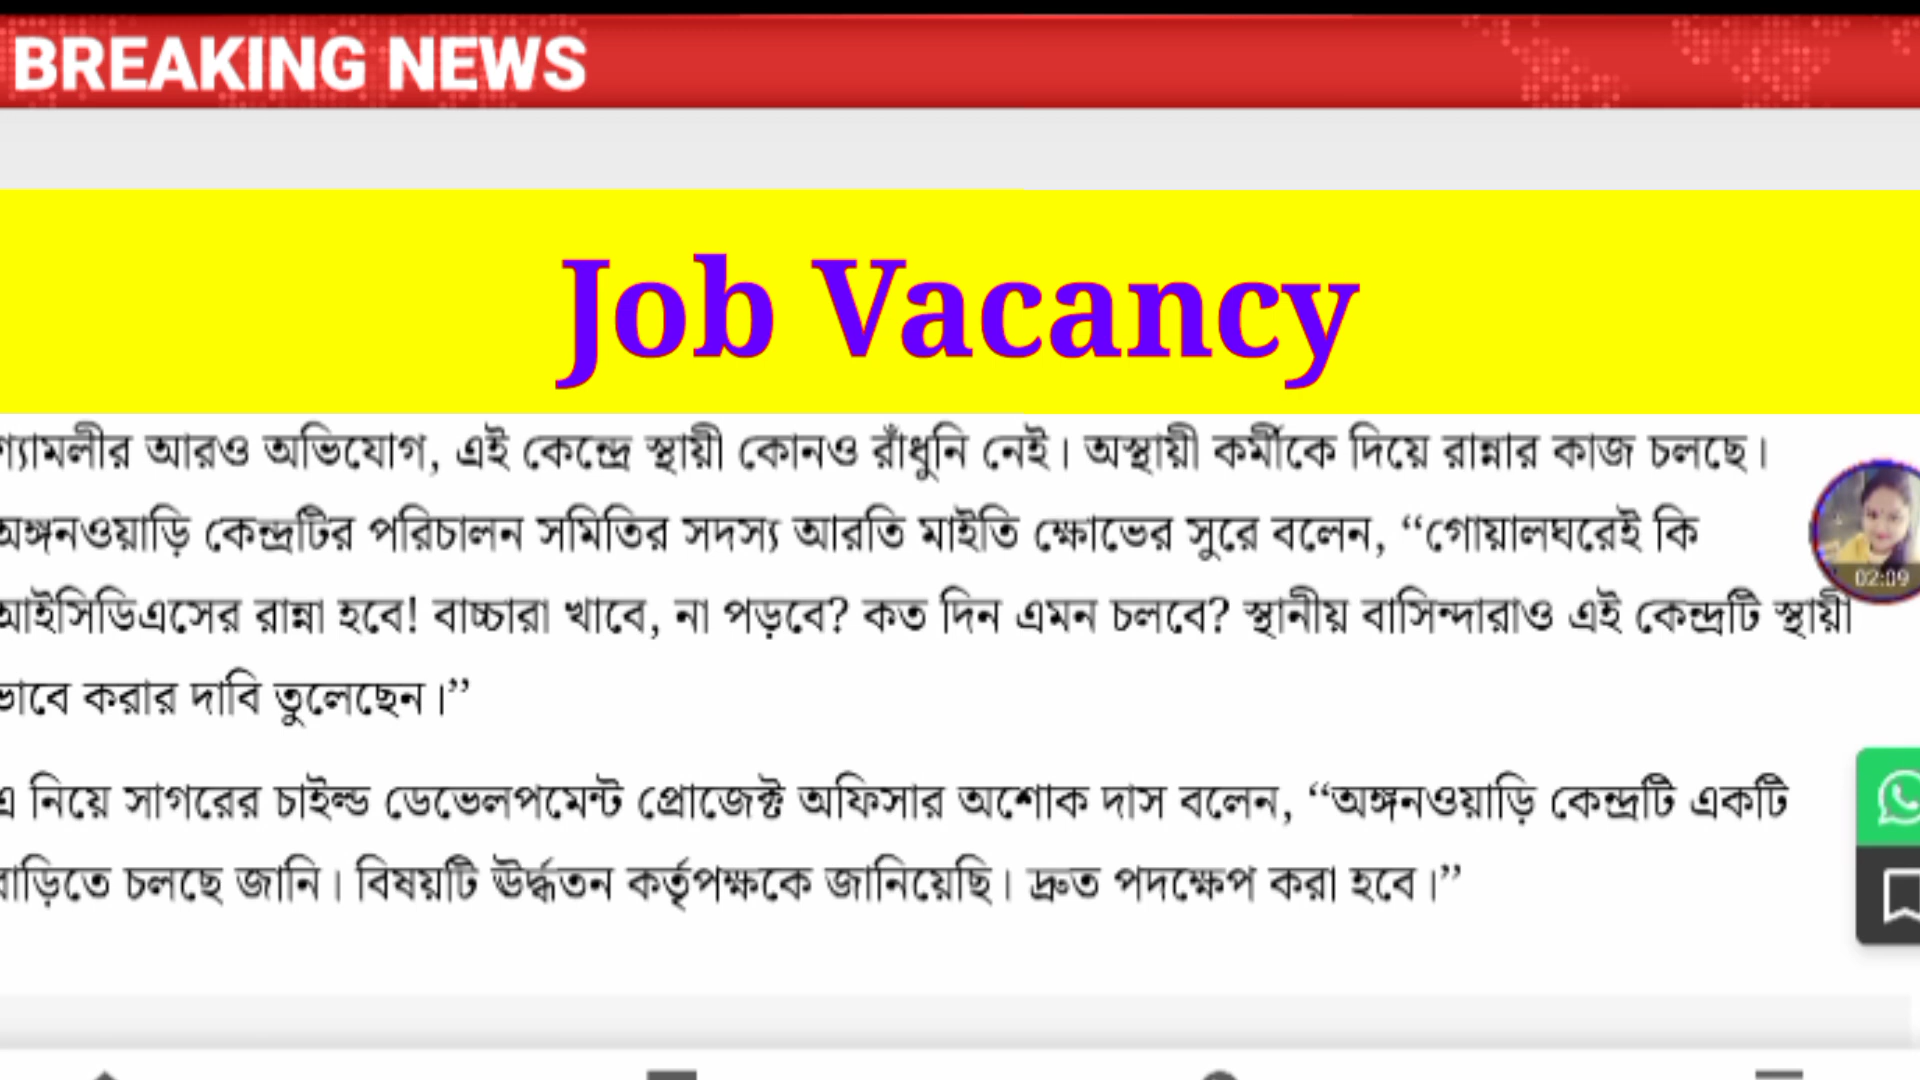 BREAKING NEWS
Job Vacancy
শ্যামলীর আরও অভিযোগ, এই কেন্দ্রে স্থায়ী কোনও রাঁধুনি নেই। অস্থায়ী কর্মীকে দিয়ে রান্নার কাজ চলছে।
অঙ্গনওয়াড়ি কেন্দ্রটির পরিচালন সমিতির সদস্য আরতি মাইতি ক্ষোভের সুরে বলেন, ‘‘গোয়ালঘরেই কি
আইসিডিএসের রান্না হবে! বাচ্চারা খাবে, না পড়বে? কত দিন এমন চলবে? স্থানীয় বাসিন্দারাও এই কেন্দ্রটি স্থায়ী
ভাবে করার দাবি তুলেছেন।’’
এ নিয়ে সাগরের চাইল্ড ডেভেলপমেন্ট প্রোজেক্ট অফিসার অশোক দাস বলেন, ‘‘অঙ্গনওয়াড়ি কেন্দ্রটি একটি
বাড়িতে চলছে জানি। বিষয়টি ঊর্দ্ধতন কর্তৃপক্ষকে জানিয়েছি। দ্রুত পদক্ষেপ করা হবে।’’
02:09